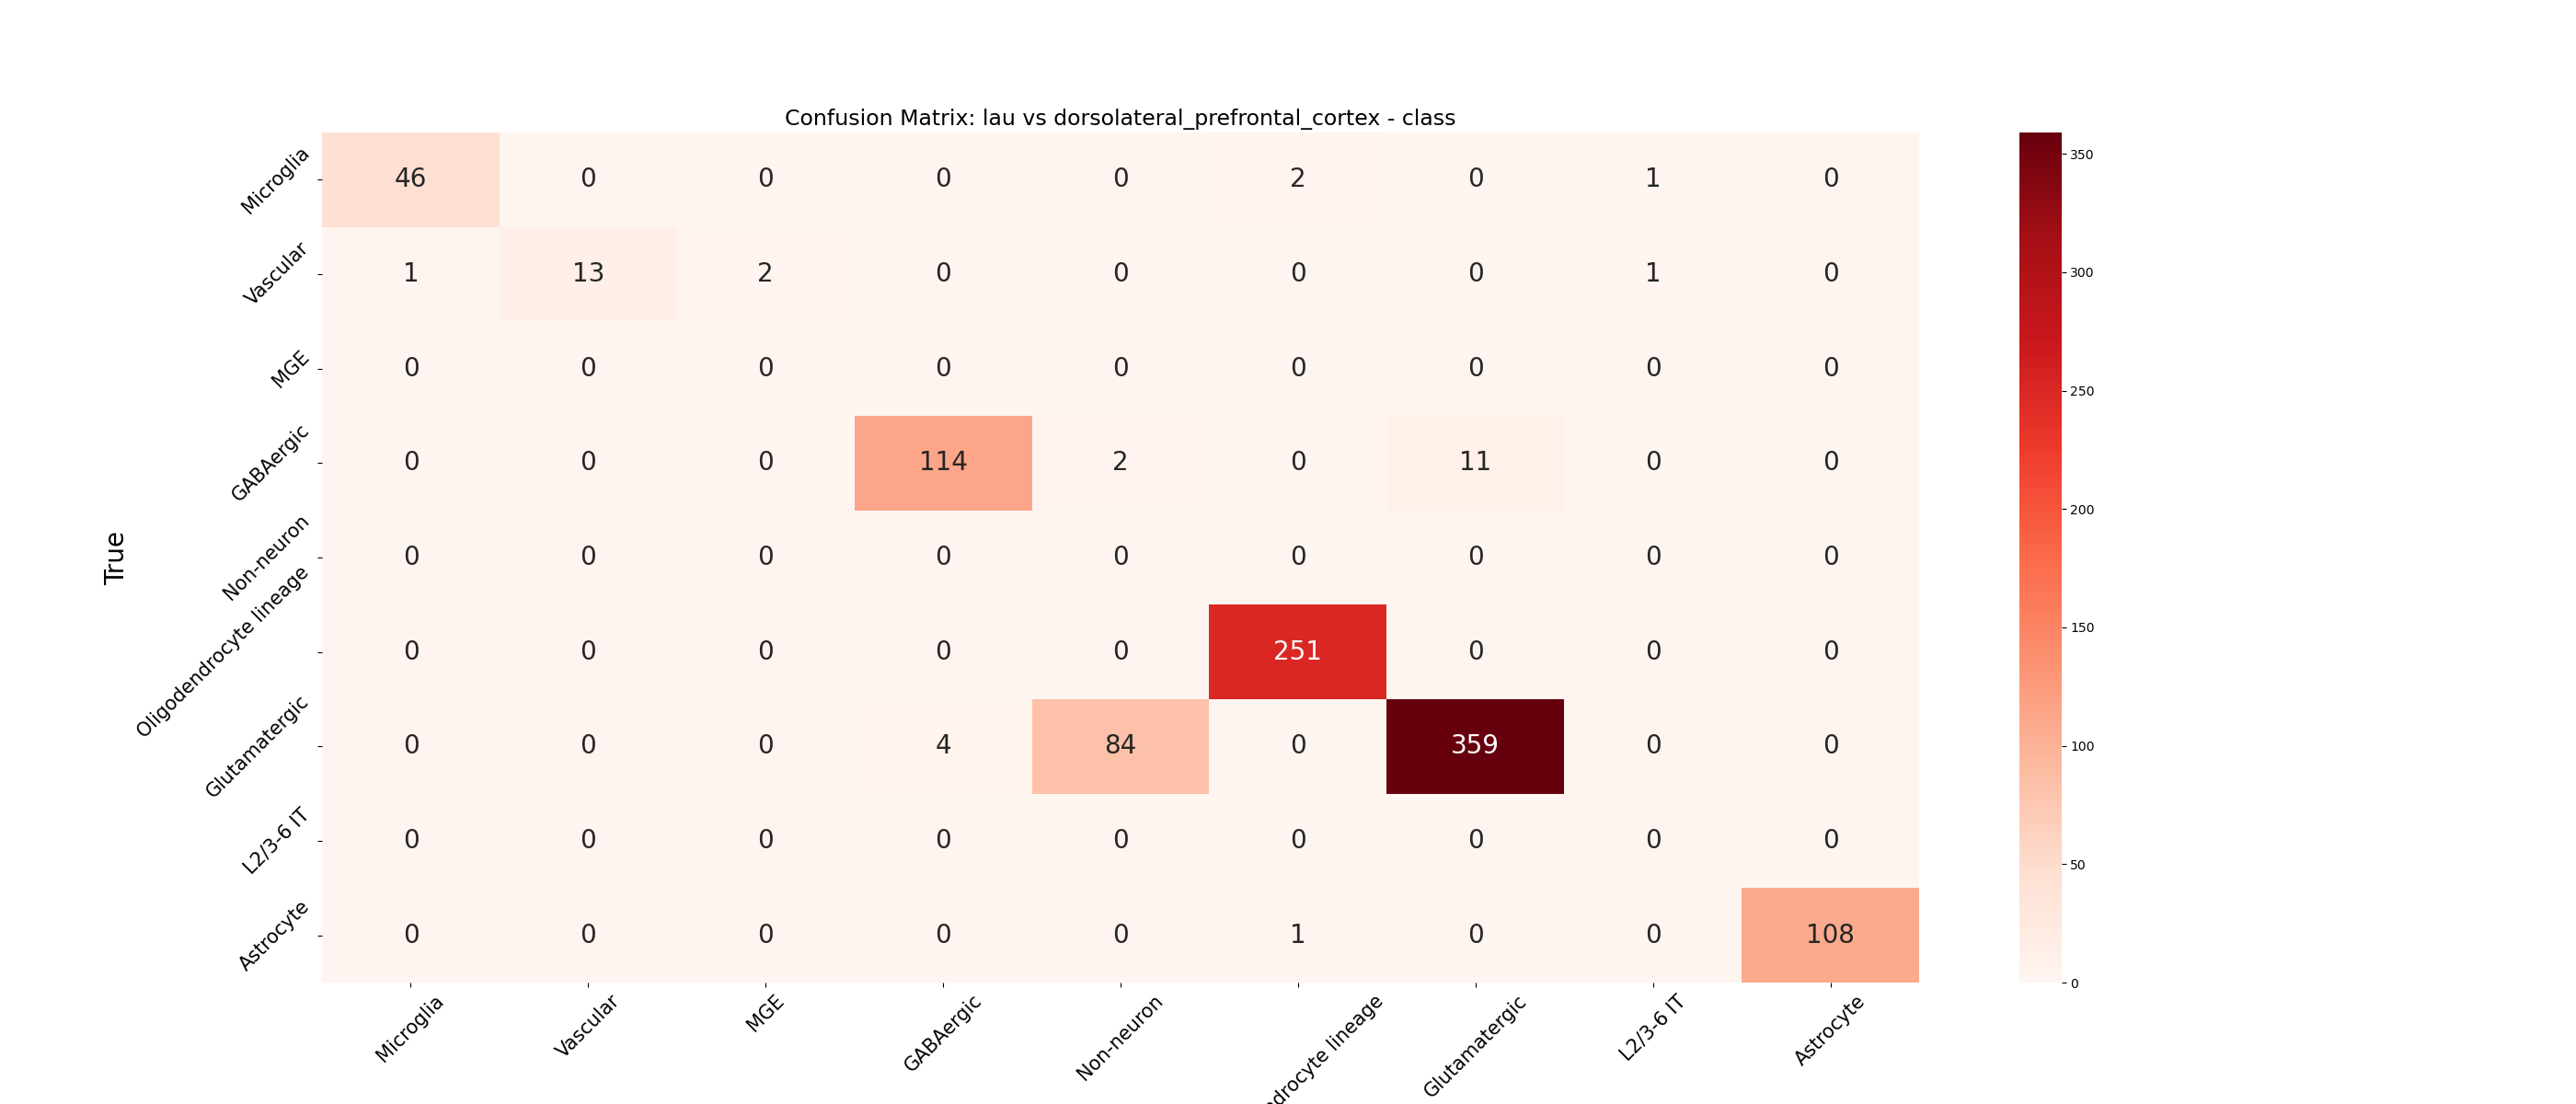 Confusion Matrix: lau vs dorsolateral_prefrontal_cortex - class
True
Microglia 46 0 0 0 0 2 0 1 0
Vascular 1 13 2 0 0 0 0 1 0
MGE 0 0 0 0 0 0 0 0 0
GABAergic 0 0 0 114 2 0 11 0 0
Non-neuron 0 0 0 0 0 0 0 0 0
Oligodendrocyte lineage 0 0 0 0 0 251 0 0 0
Glutamatergic 0 0 0 4 84 0 359 0 0
L2/3-6 IT 0 0 0 0 0 0 0 0 0
Astrocyte 0 0 0 0 0 1 0 0 108
Microglia Vascular MGE GABAergic Non-neuron drocyte lineage Glutamatergic L2/3-6 IT Astrocyte
350
300
250
200
150
100
50
0